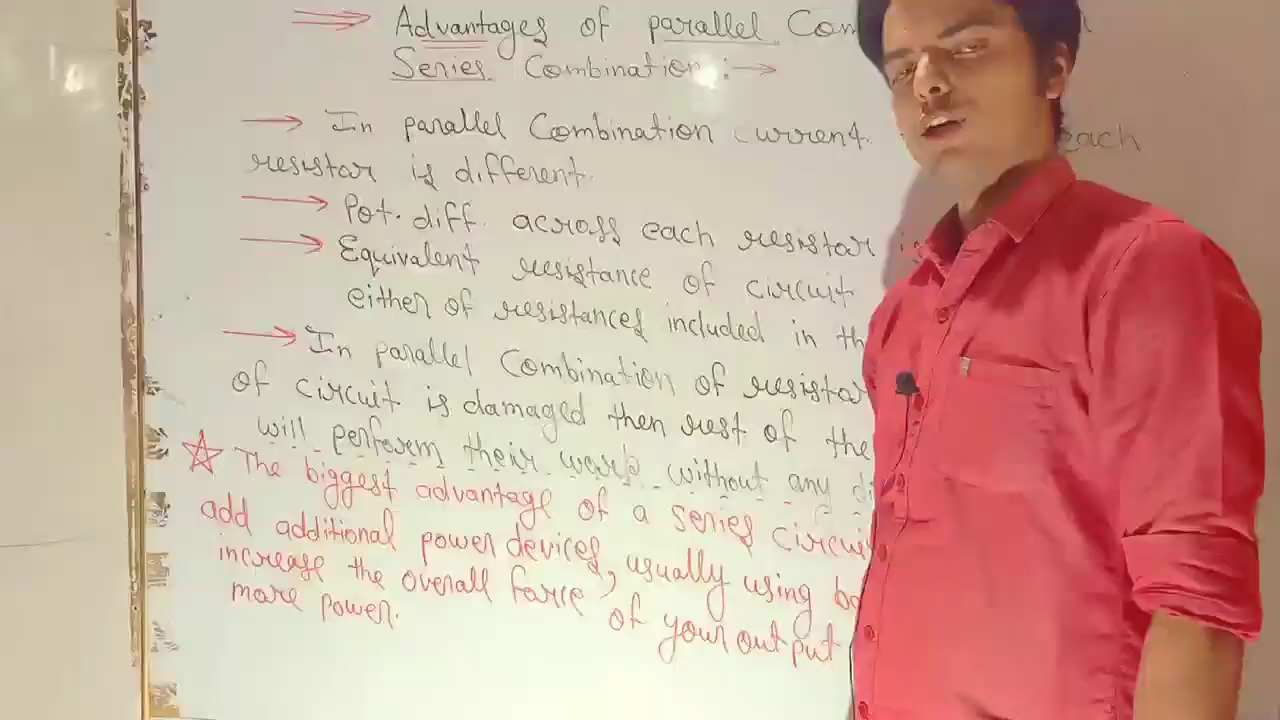 Advantages of parallel Com
Series Combination :→
→ In parallel Combination current each
resistor is different.
→ Pot. diff. across each resistor
→ Equivalent resistance of circuit
either of resistances included in th
→ In parallel Combination of resistor
of circuit is damaged then rest of the
will perform their work without any di
☆ The biggest advantage of a series circui
add additional power devices, usually using ba
increase the overall force of your output
more power.